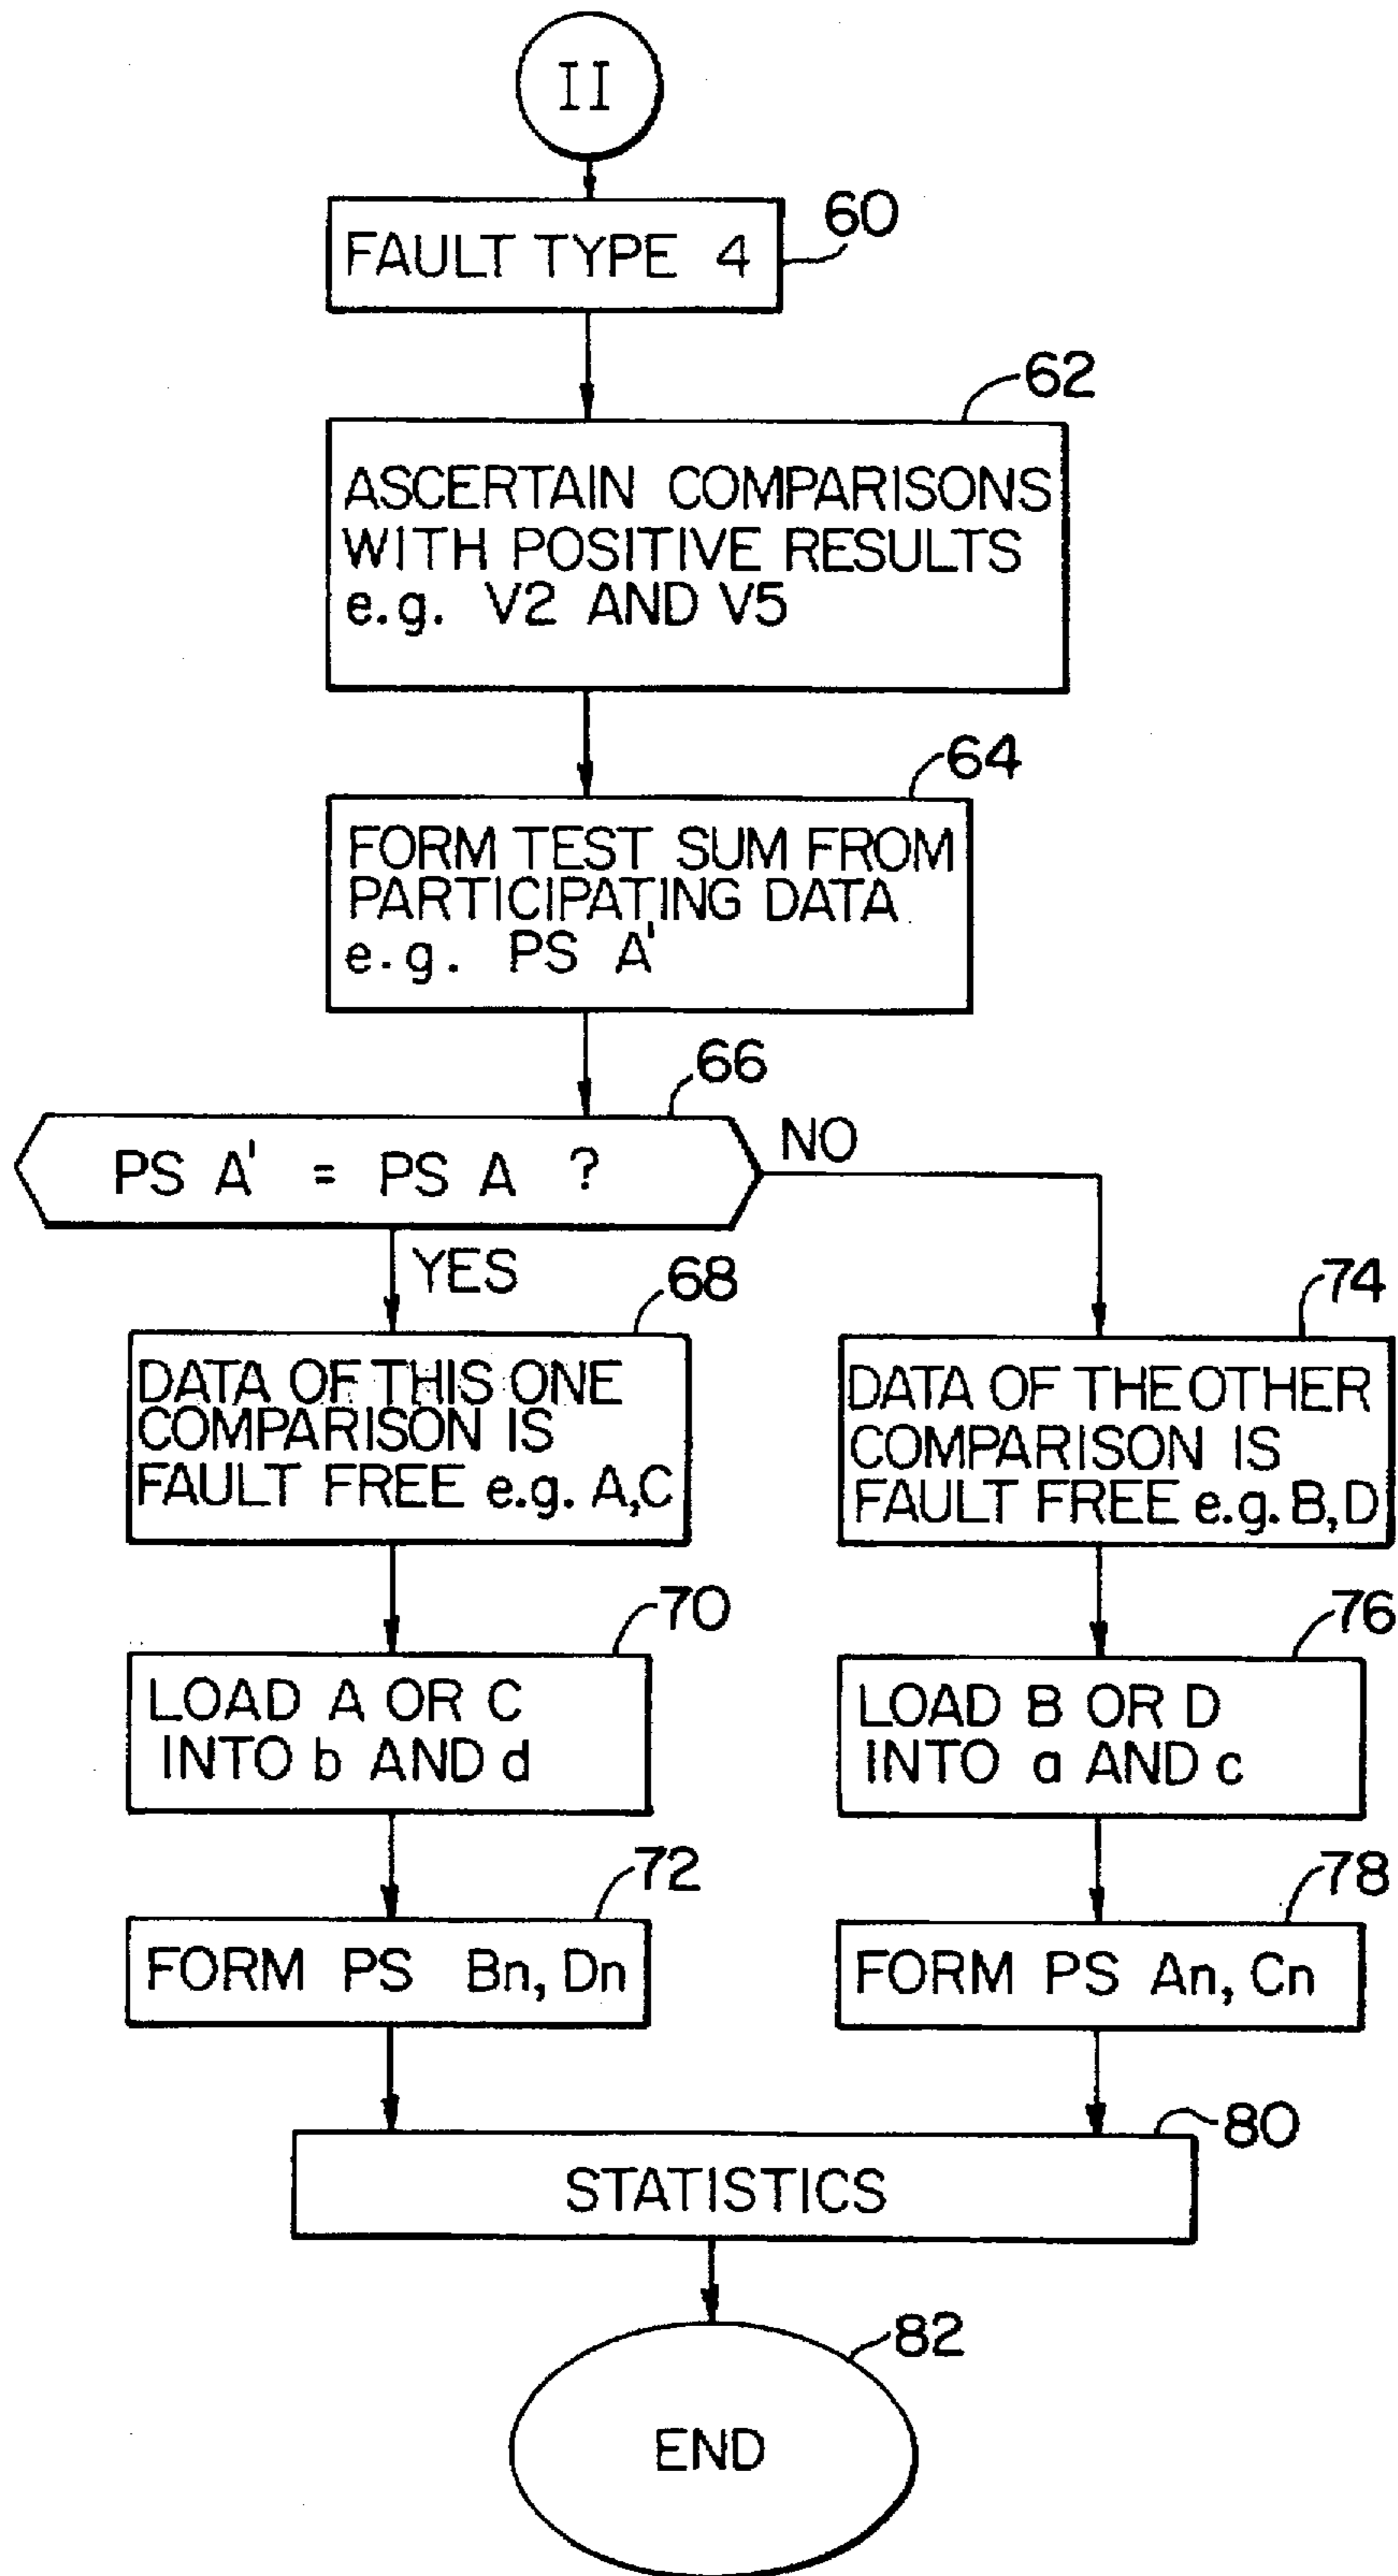 II
FAULT TYPE 4
60
62
ASCERTAIN COMPARISONS
WITH POSITIVE RESULTS
e.g. V2 AND V5
64
FORM TEST SUM FROM
PARTICIPATING DATA
e.g. PS A'
66
PS A' = PS A ?
NO
YES
68
DATA OF THIS ONE
COMPARISON IS
FAULT FREE e.g. A,C
74
DATA OF THE OTHER
COMPARISON IS
FAULT FREE e.g. B,D
70
LOAD A OR C
INTO b AND d
76
LOAD B OR D
INTO a AND c
72
FORM PS Bn, Dn
78
FORM PS An, Cn
80
STATISTICS
82
END